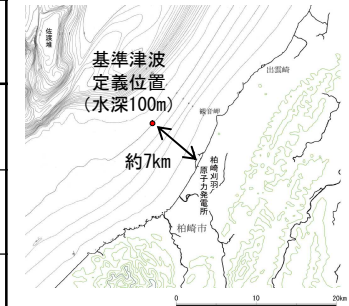 佐渡堆
基準津波
定義位置
(水深100m)
出雲崎
観音岬
約7km
柏崎刈羽
原子力発電所
柏崎市
0 10 20km